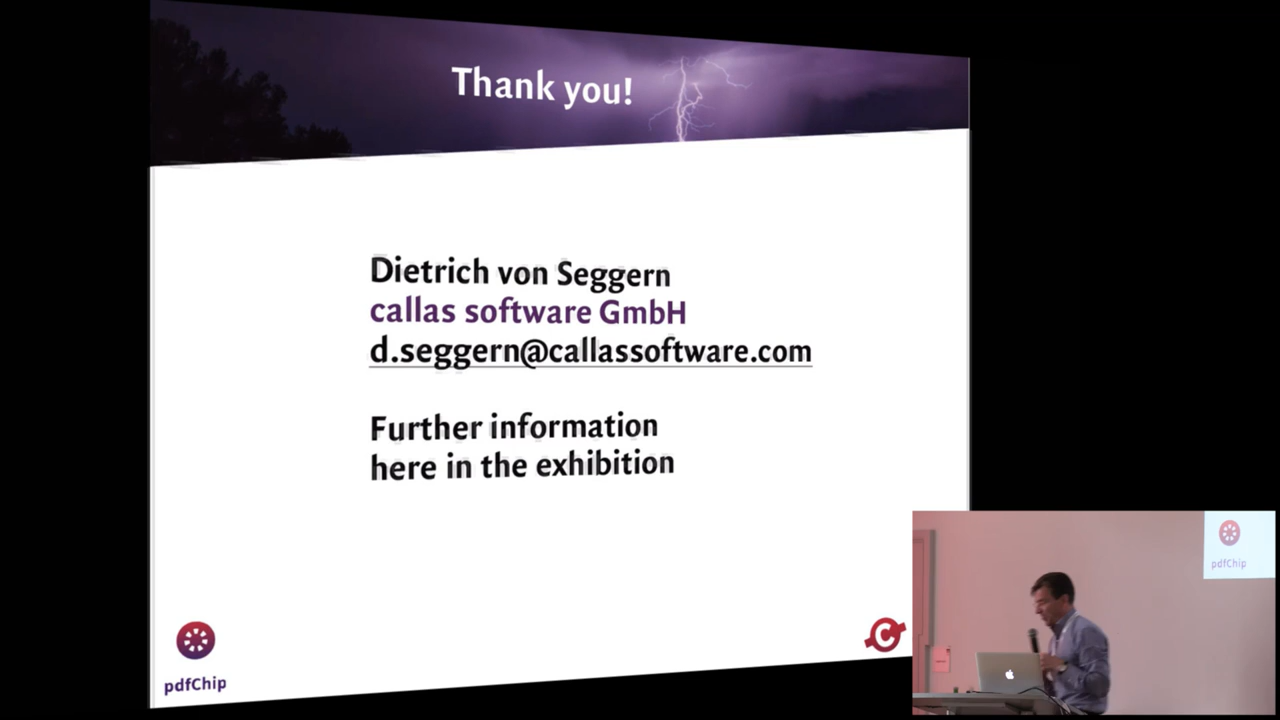 Thank you!
Dietrich von Seggern
callas software GmbH
d.seggern@callassoftware.com
Further information
here in the exhibition
pdfChip
pdfChip